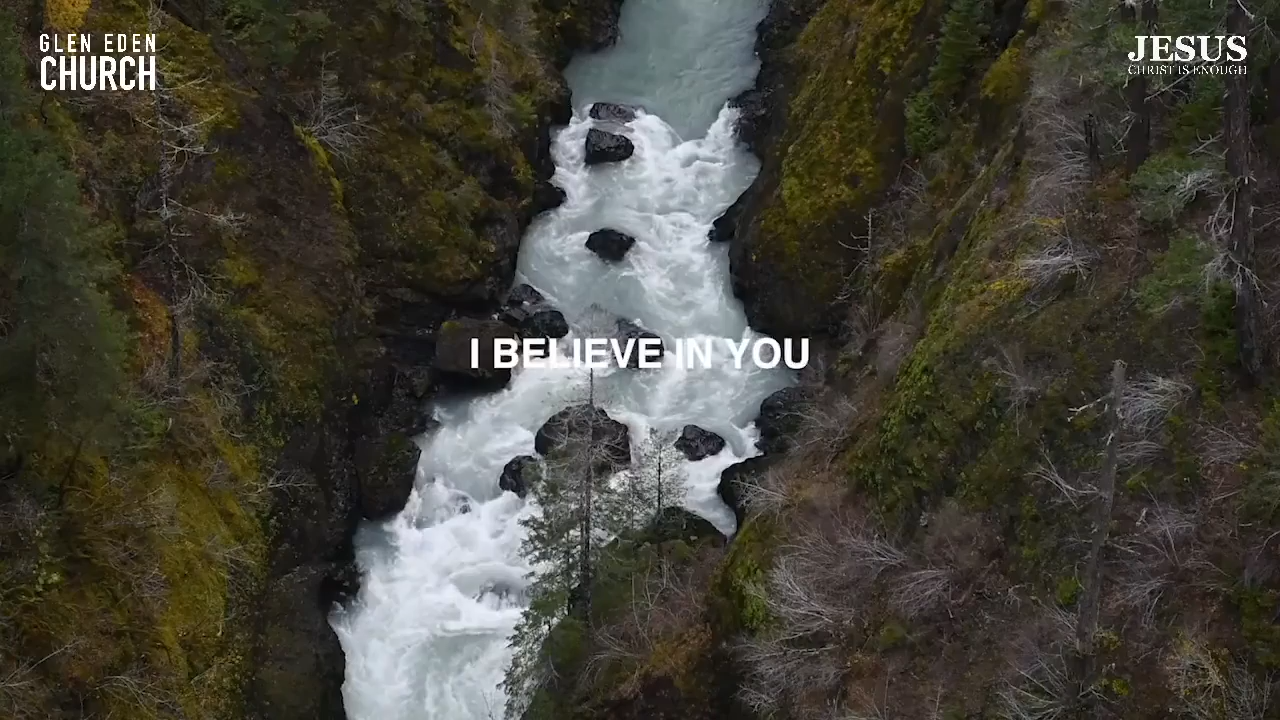 GLEN EDEN
CHURCH
JESUS
CHRIST IS ENOUGH
I BELIEVE IN YOU